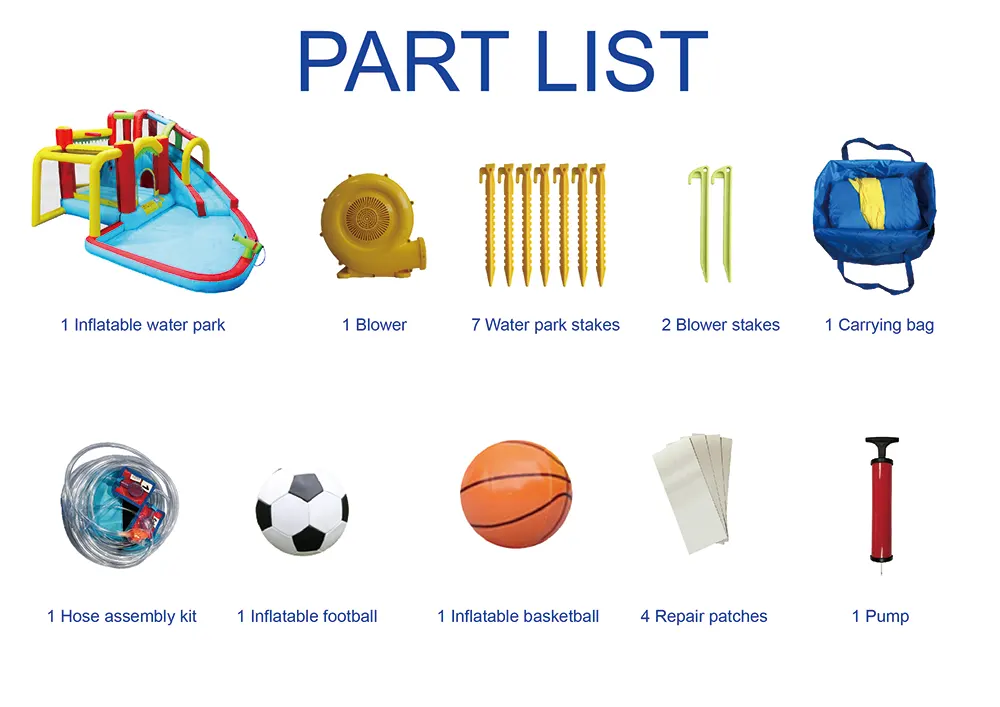 PART LIST
1 Inflatable water park
1 Blower
7 Water park stakes
2 Blower stakes
1 Carrying bag
1 Hose assembly kit
1 Inflatable football
1 Inflatable basketball
4 Repair patches
1 Pump